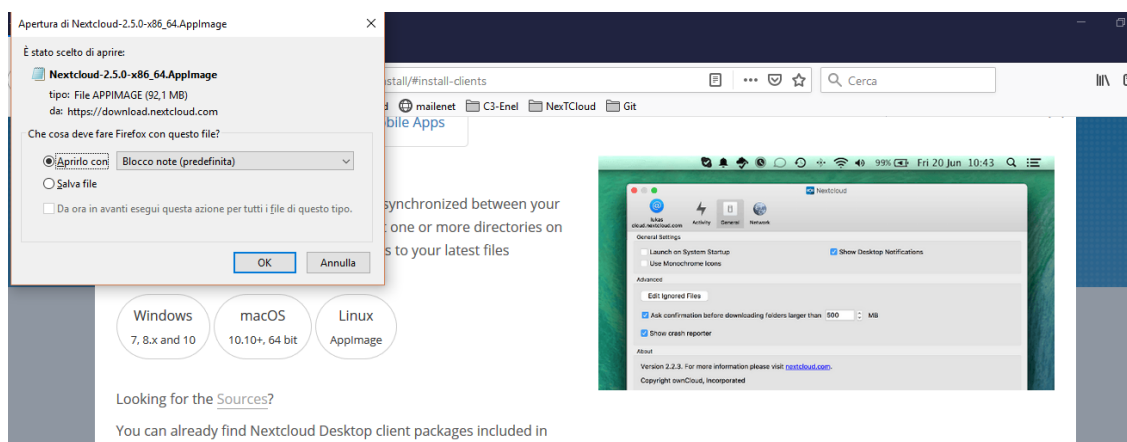 Apertura di Nextcloud-2.5.0-x86_64.AppImage
È stato scelto di aprire:
Nextcloud-2.5.0-x86_64.AppImage
tipo: File APPIMAGE (92,1 MB)
da: https://download.nextcloud.com
Che cosa deve fare Firefox con questo file?
Aprirlo con
Blocco note (predefinita)
Salva file
Da ora in avanti esegui questa azione per tutti i file di questo tipo.
OK
Annulla
stall/#install-clients
Cerca
mailenet
C3-Enel
NexTCloud
Git
bile Apps
synchronized between your
one or more directories on
s to your latest files
Windows
7, 8.x and 10
macOS
10.10+, 64 bit
Linux
AppImage
Looking for the Sources?
You can already find Nextcloud Desktop client packages included in
99% Fri 20 Jun 10:43
Nextcloud
lukas
cloud.nextcloud.com
Activity
General
Network
General Settings
Launch on System Startup
Show Desktop Notifications
Use Monochrome Icons
Advanced
Edit Ignored Files
Ask confirmation before downloading folders larger than 500 MB
Show crash reporter
About
Version 2.2.3. For more information please visit nextcloud.com.
Copyright ownCloud, Incorporated